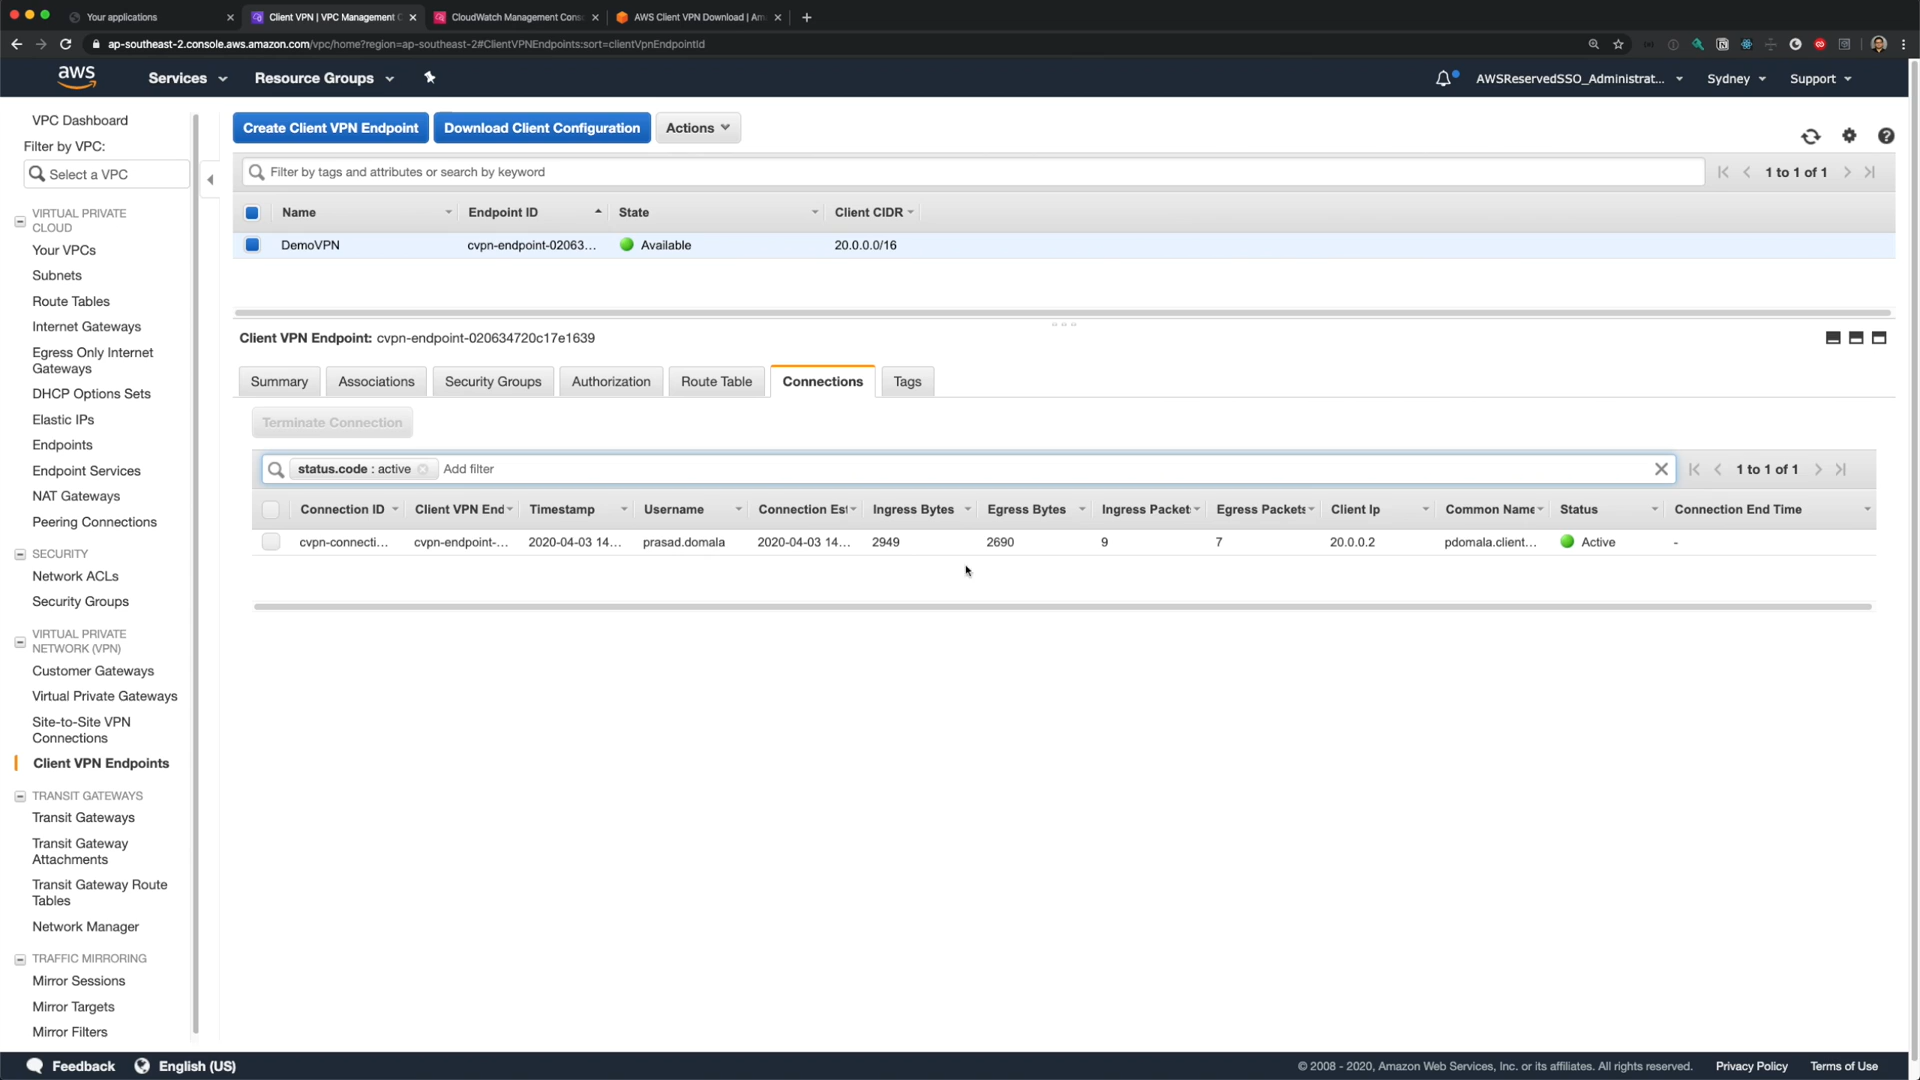 Your applications
Client VPN | VPC Management C
CloudWatch Management Cons
AWS Client VPN Download | Am
ap-southeast-2.console.aws.amazon.com/vpc/home?region=ap-southeast-2#ClientVPNEndpoints:sort=clientVpnEndpointId
aws
Services
Resource Groups
AWSReservedSSO_Administrat...
Sydney
Support
VPC Dashboard
Filter by VPC:
Select a VPC
VIRTUAL PRIVATE
CLOUD
Your VPCs
Subnets
Route Tables
Internet Gateways
Egress Only Internet
Gateways
DHCP Options Sets
Elastic IPs
Endpoints
Endpoint Services
NAT Gateways
Peering Connections
SECURITY
Network ACLs
Security Groups
VIRTUAL PRIVATE
NETWORK (VPN)
Customer Gateways
Virtual Private Gateways
Site-to-Site VPN
Connections
Client VPN Endpoints
TRANSIT GATEWAYS
Transit Gateways
Transit Gateway
Attachments
Transit Gateway Route
Tables
Network Manager
TRAFFIC MIRRORING
Mirror Sessions
Mirror Targets
Mirror Filters
Create Client VPN Endpoint
Download Client Configuration
Actions
Filter by tags and attributes or search by keyword
1 to 1 of 1
Name Endpoint ID State Client CIDR
DemoVPN cvpn-endpoint-02063... Available 20.0.0.0/16
Client VPN Endpoint: cvpn-endpoint-020634720c17e1639
Summary Associations Security Groups Authorization Route Table Connections Tags
Terminate Connection
status.code : active Add filter
1 to 1 of 1
Connection ID Client VPN End Timestamp Username Connection Est Ingress Bytes Egress Bytes Ingress Packet Egress Packets Client Ip Common Name Status Connection End Time
cvpn-connecti... cvpn-endpoint-... 2020-04-03 14... prasad.domala 2020-04-03 14... 2949 2690 9 7 20.0.0.2 pdomala.client... Active -
Feedback English (US)
© 2008 - 2020, Amazon Web Services, Inc. or its affiliates. All rights reserved. Privacy Policy Terms of Use